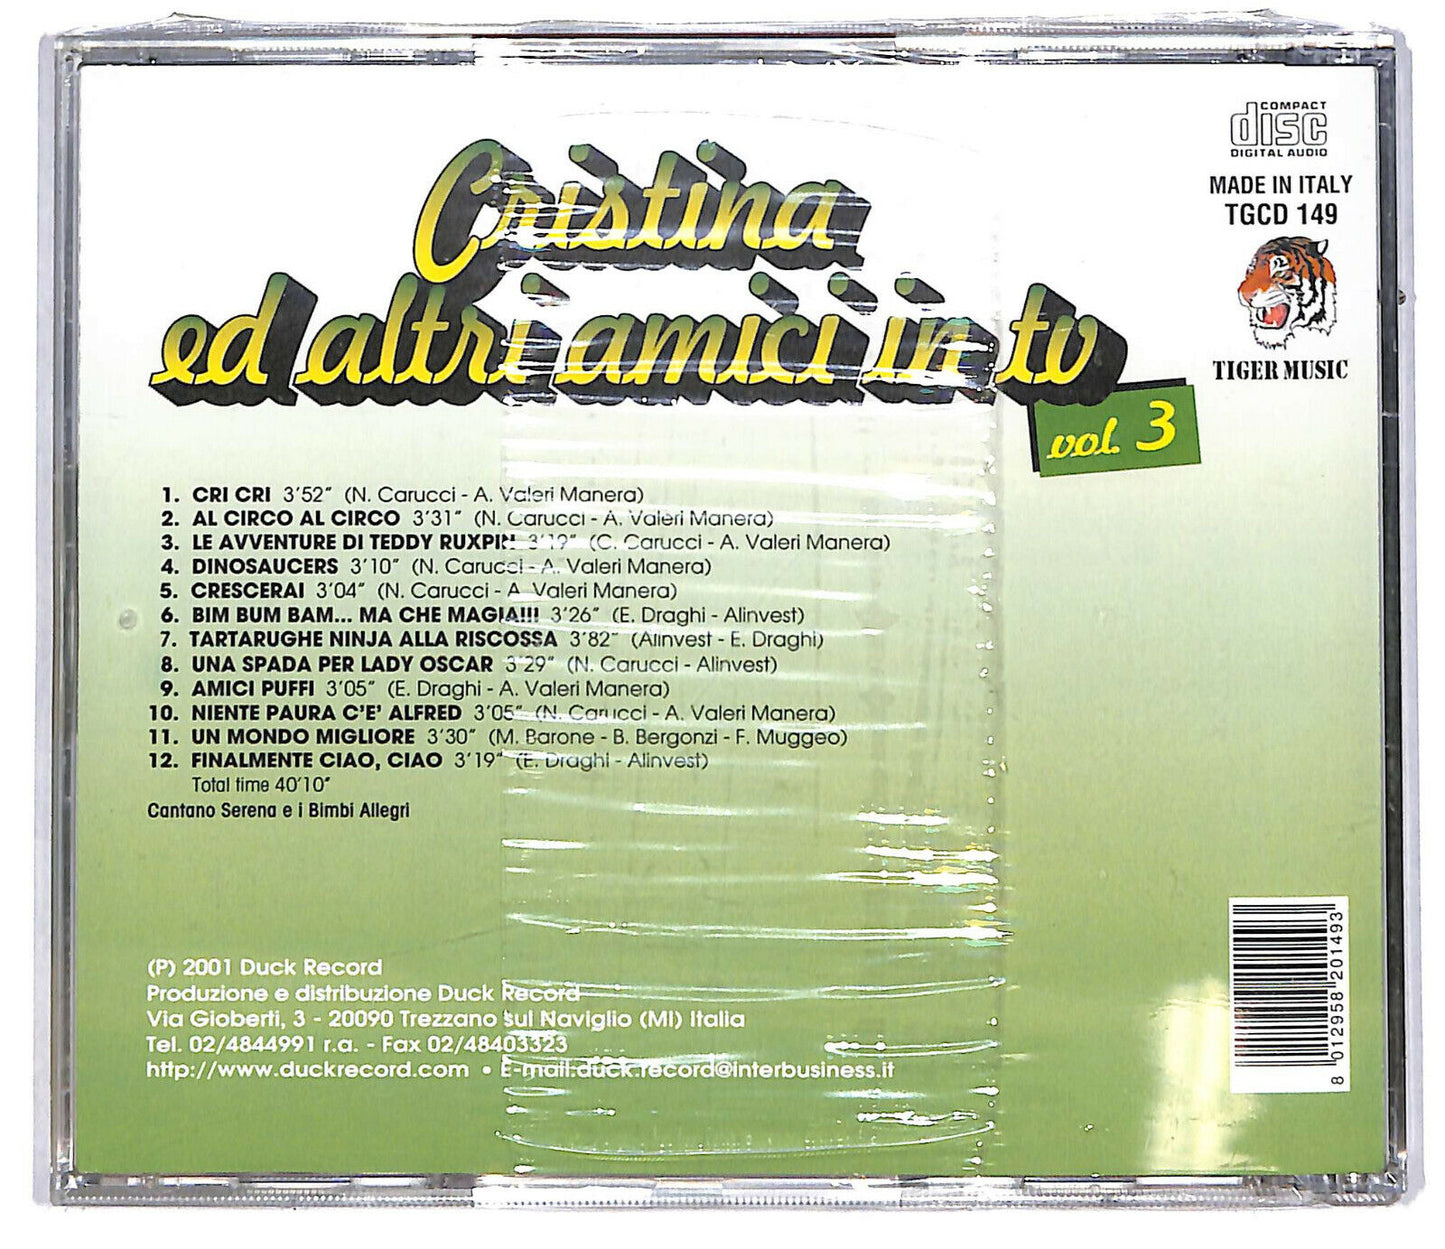 COMPACT
disc
DIGITAL AUDIO
MADE IN ITALY
TGCD 149
TIGER MUSIC
Cristina
ed altri amici in tv
vol. 3
1. CRI CRI 3'52" (N. Carucci - A. Valeri Manera)
2. AL CIRCO AL CIRCO 3'31" (N. Carucci - A. Valeri Manera)
3. LE AVVENTURE DI TEDDY RUXPIN 3'19" (C. Carucci - A. Valeri Manera)
4. DINOSAUCERS 3'10" (N. Carucci - A. Valeri Manera)
5. CRESCERAI 3'04" (N. Carucci - A. Valeri Manera)
6. BIM BUM BAM... MA CHE MAGIA!!! 3'26" (E. Draghi - Alinvest)
7. TARTARUGHE NINJA ALLA RISCOSSA 3'82" (Alinvest - E. Draghi)
8. UNA SPADA PER LADY OSCAR 3'29" (N. Carucci - Alinvest)
9. AMICI PUFFI 3'05" (E. Draghi - A. Valeri Manera)
10. NIENTE PAURA C'E' ALFRED 3'05" (N. Carucci - A. Valeri Manera)
11. UN MONDO MIGLIORE 3'30" (M. Barone - B. Bergonzi - F. Muggeo)
12. FINALMENTE CIAO, CIAO 3'19" (E. Draghi - Alinvest)
Total time 40'10"
Cantano Serena e i Bimbi Allegri
(P) 2001 Duck Record
Produzione e distribuzione Duck Record
Via Gioberti, 3 - 20090 Trezzano sul Naviglio (MI) Italia
Tel. 02/4844991 r.a. - Fax 02/48403323
http://www.duckrecord.com • E-mail.duck.record@interbusiness.it
8 012958 201493